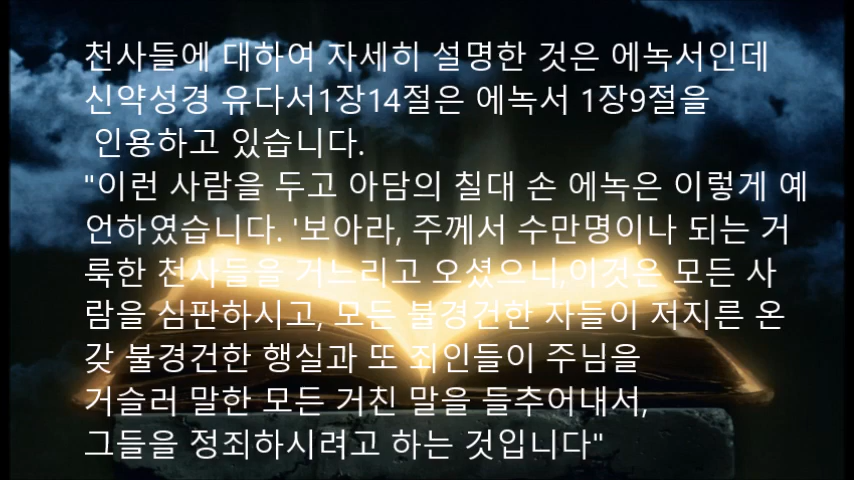 천사들에 대하여 자세히 설명한 것은 에녹서인데
신약성경 유다서1장14절은 에녹서 1장9절을
인용하고 있습니다.
"이런 사람을 두고 아담의 칠대 손 에녹은 이렇게 예
언하였습니다. '보아라, 주께서 수만명이나 되는 거
룩한 천사들을 거느리고 오셨으니,이것은 모든 사
람을 심판하시고, 모든 불경건한 자들이 저지른 온
갖 불경건한 행실과 또 죄인들이 주님을
거슬러 말한 모든 거친 말을 들추어내서,
그들을 정죄하시려고 하는 것입니다"